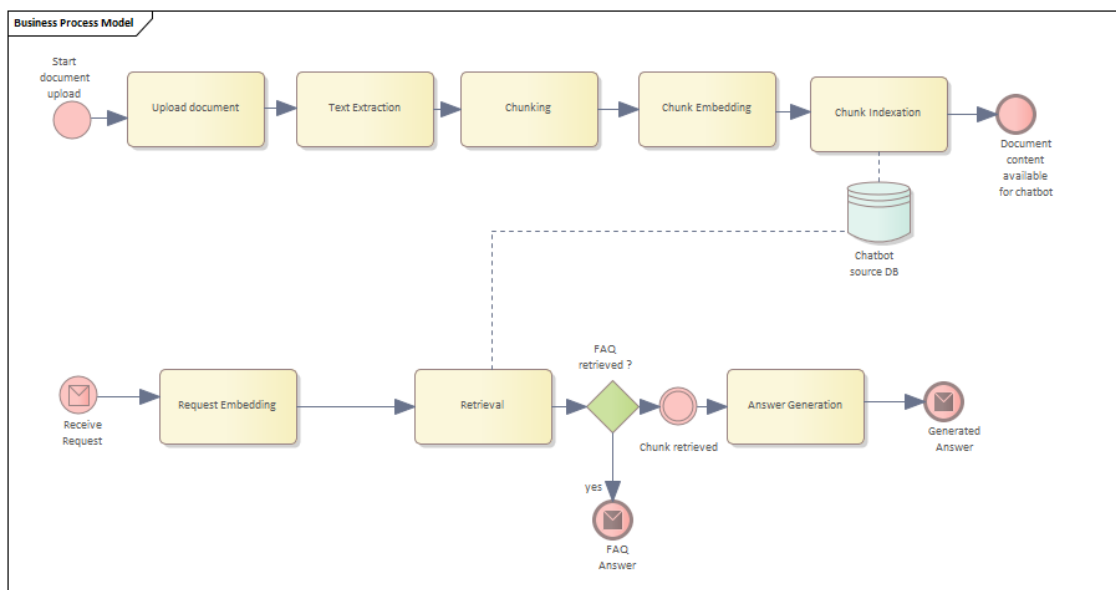 Business Process Model
Start
document
upload
Upload document
Text Extraction
Chunking
Chunk Embedding
Chunk Indexation
Document
content
available
for chatbot
Chatbot
source DB
FAQ
retrieved ?
Receive
Request
Request Embedding
Retrieval
Chunk retrieved
Answer Generation
Generated
Answer
yes
FAQ
Answer